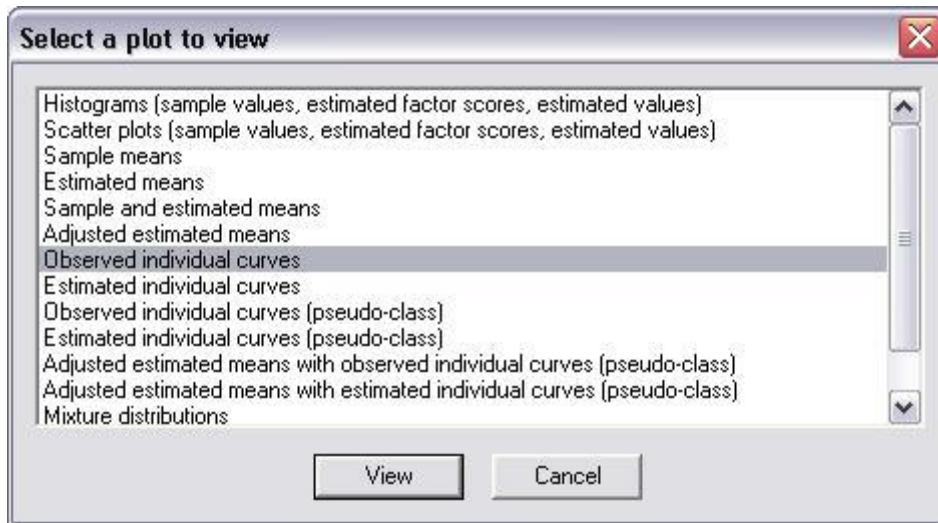 Select a plot to view
Histograms (sample values, estimated factor scores, estimated values)
Scatter plots (sample values, estimated factor scores, estimated values)
Sample means
Estimated means
Sample and estimated means
Adjusted estimated means
Observed individual curves
Estimated individual curves
Observed individual curves (pseudo-class)
Estimated individual curves (pseudo-class)
Adjusted estimated means with observed individual curves (pseudo-class)
Adjusted estimated means with estimated individual curves (pseudo-class)
Mixture distributions
View Cancel